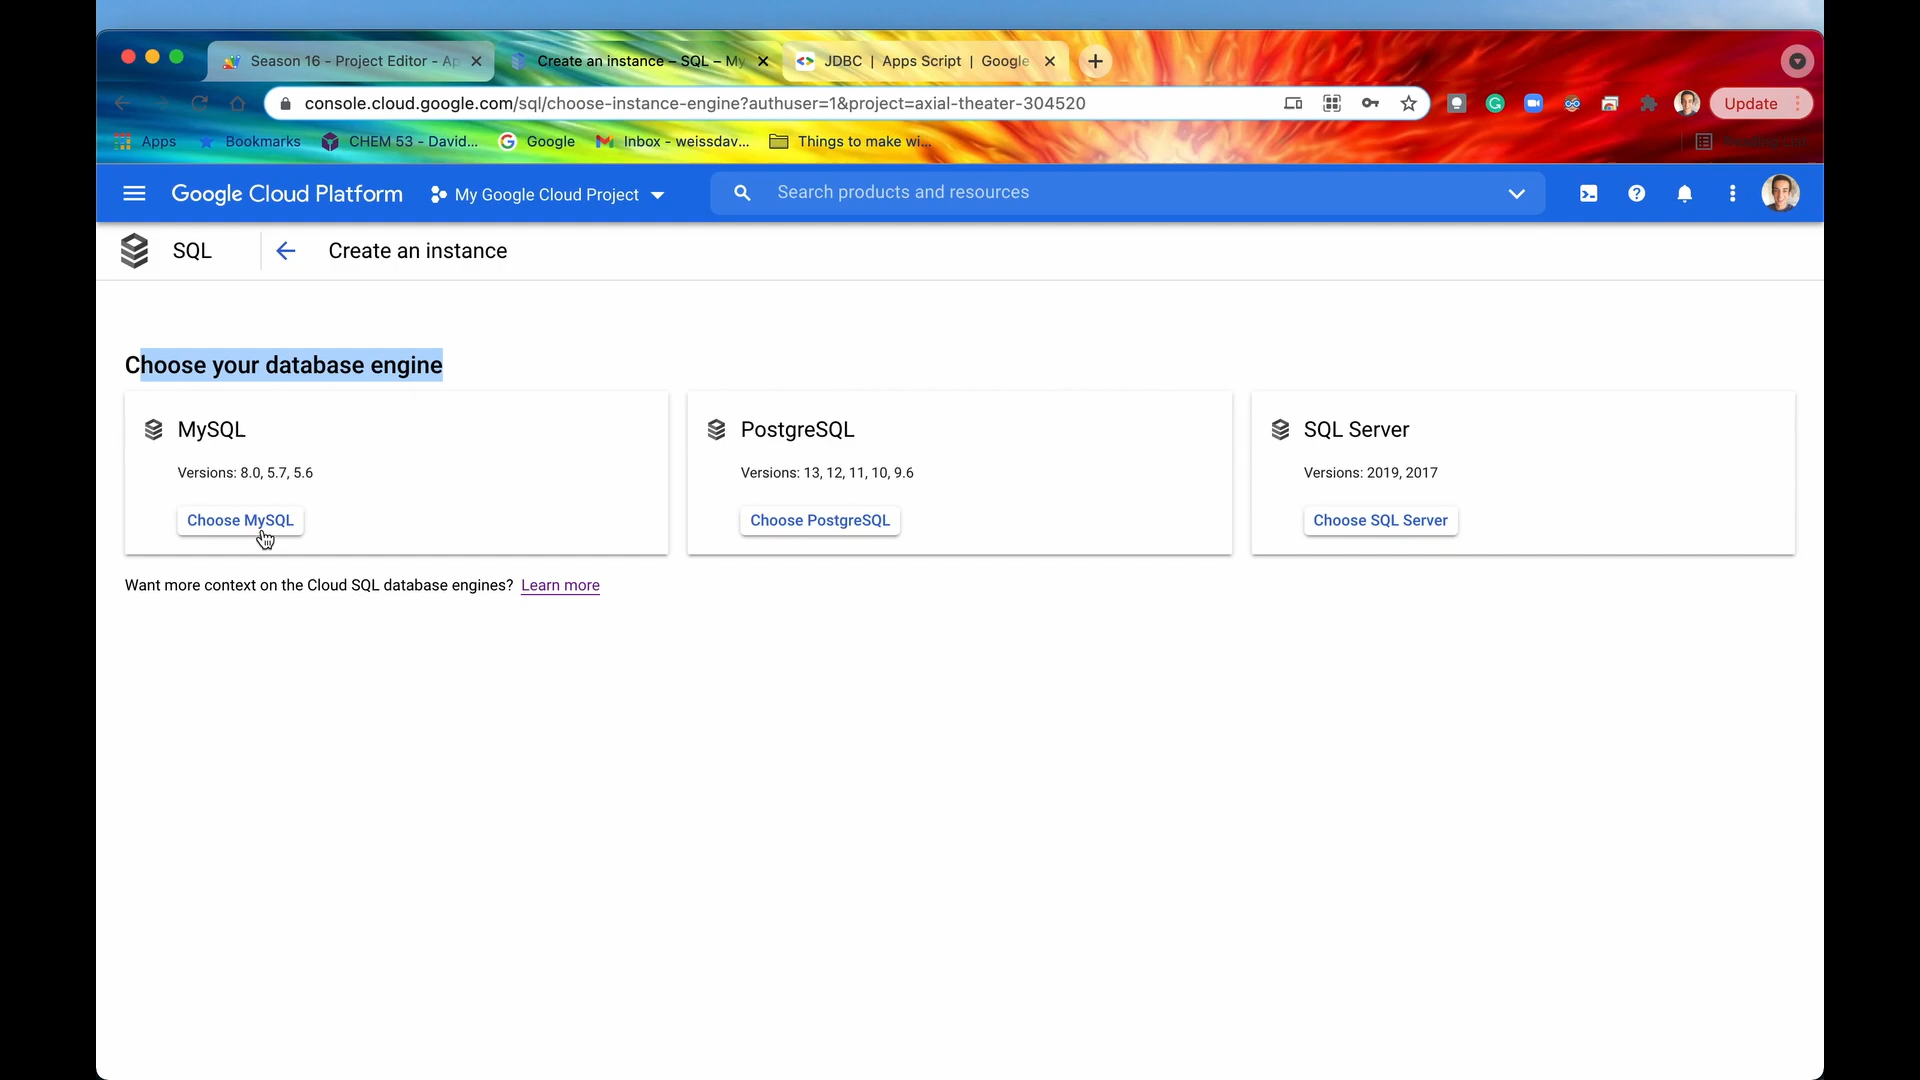 Season 16 - Project Editor - Ap
Create an instance – SQL – My
JDBC | Apps Script | Google
console.cloud.google.com/sql/choose-instance-engine?authuser=1&project=axial-theater-304520
Update
Apps
Bookmarks
CHEM 53 - David...
Google
Inbox - weissdav...
Things to make wi...
Google Cloud Platform
My Google Cloud Project
Search products and resources
SQL
Create an instance
Choose your database engine
MySQL
Versions: 8.0, 5.7, 5.6
Choose MySQL
PostgreSQL
Versions: 13, 12, 11, 10, 9.6
Choose PostgreSQL
SQL Server
Versions: 2019, 2017
Choose SQL Server
Want more context on the Cloud SQL database engines? Learn more